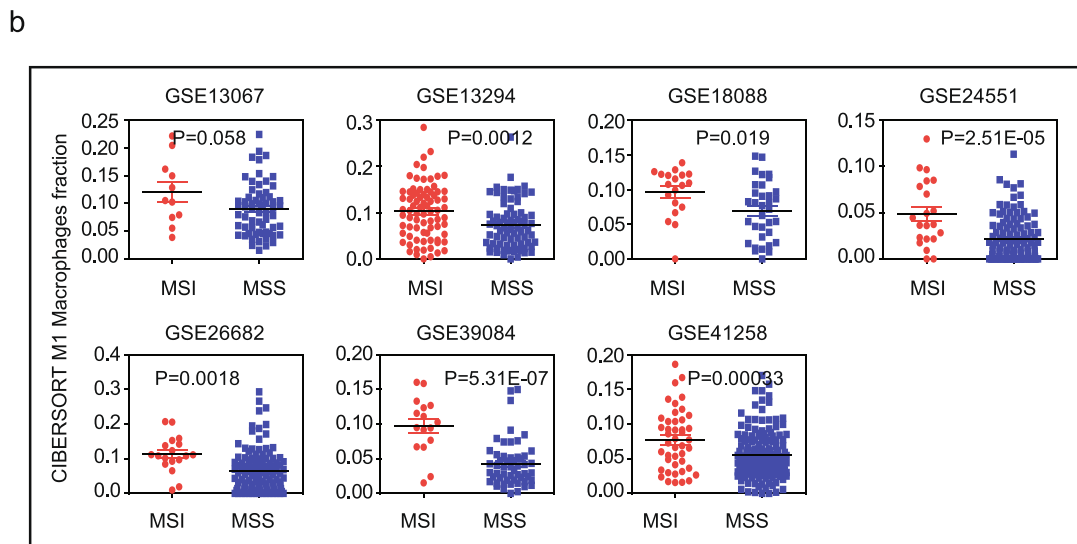 b
CIBERSORT M1 Macrophages fraction
GSE13067
P=0.058
0.25
0.20
0.15
0.10
0.05
0.00
MSI MSS
GSE13294
P=0.0012
0.3
0.2
0.1
0.0
MSI MSS
GSE18088
P=0.019
0.20
0.15
0.10
0.05
0.00
MSI MSS
GSE24551
P=2.51E-05
0.15
0.10
0.05
0.00
MSI MSS
GSE26682
P=0.0018
0.4
0.3
0.2
0.1
0.0
MSI MSS
GSE39084
P=5.31E-07
0.20
0.15
0.10
0.05
0.00
MSI MSS
GSE41258
P=0.00033
0.20
0.15
0.10
0.05
0.00
MSI MSS